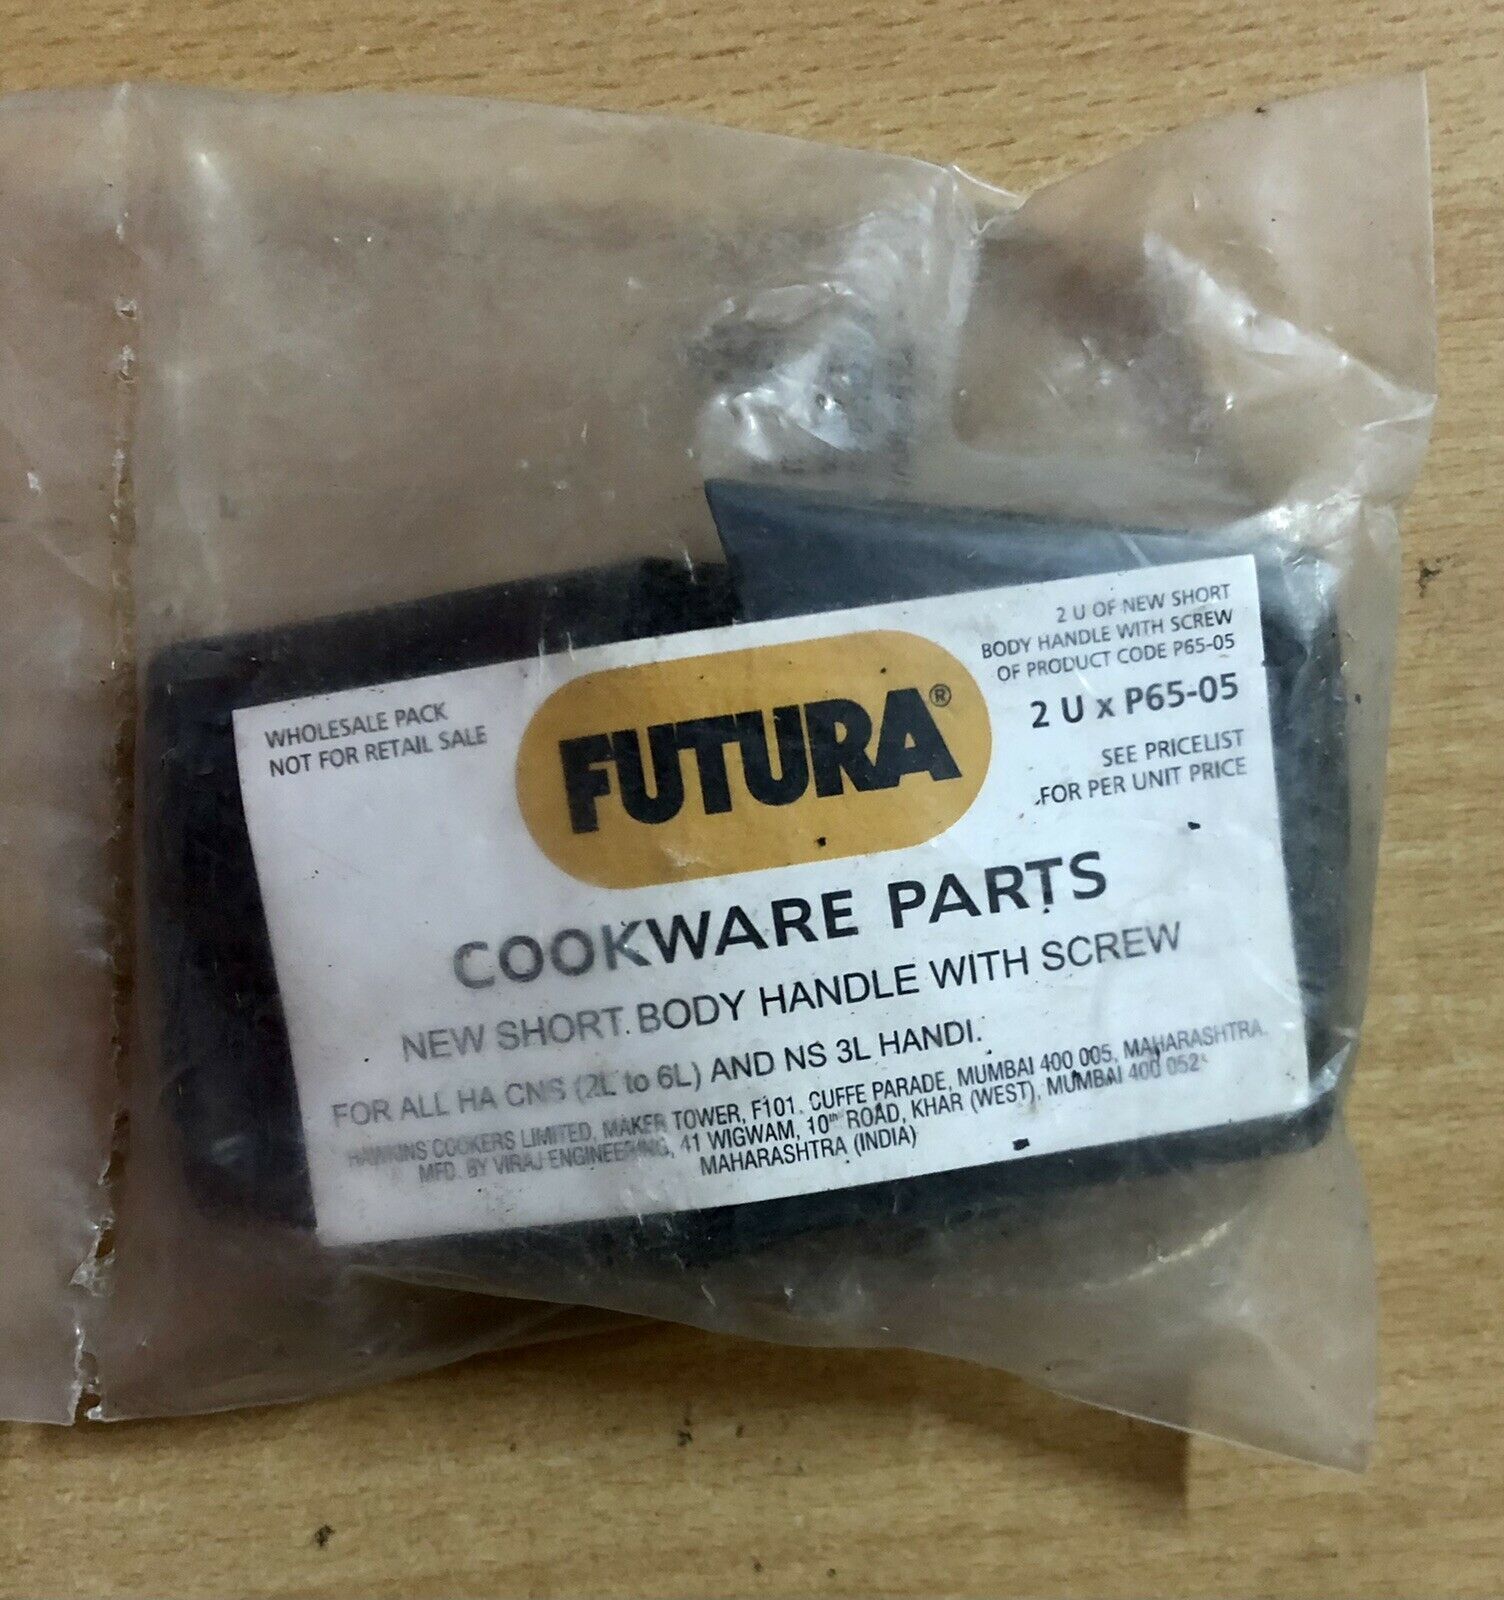 WHOLESALE PACK
NOT FOR RETAIL SALE
FUTURA®
2 U OF NEW SHORT
BODY HANDLE WITH SCREW
OF PRODUCT CODE P65-05
2 U x P65-05
SEE PRICELIST
FOR PER UNIT PRICE
COOKWARE PARTS
NEW SHORT BODY HANDLE WITH SCREW
FOR ALL HA CNS (2L to 6L) AND NS 3L HANDI.
HAWKINS COOKERS LIMITED, MAKER TOWER, F101, CUFFE PARADE, MUMBAI 400 005, MAHARASHTRA.
MFD. BY VIRAJ ENGINEERING, 41 WIGWAM, 10th ROAD, KHAR (WEST), MUMBAI 400 052
MAHARASHTRA (INDIA)